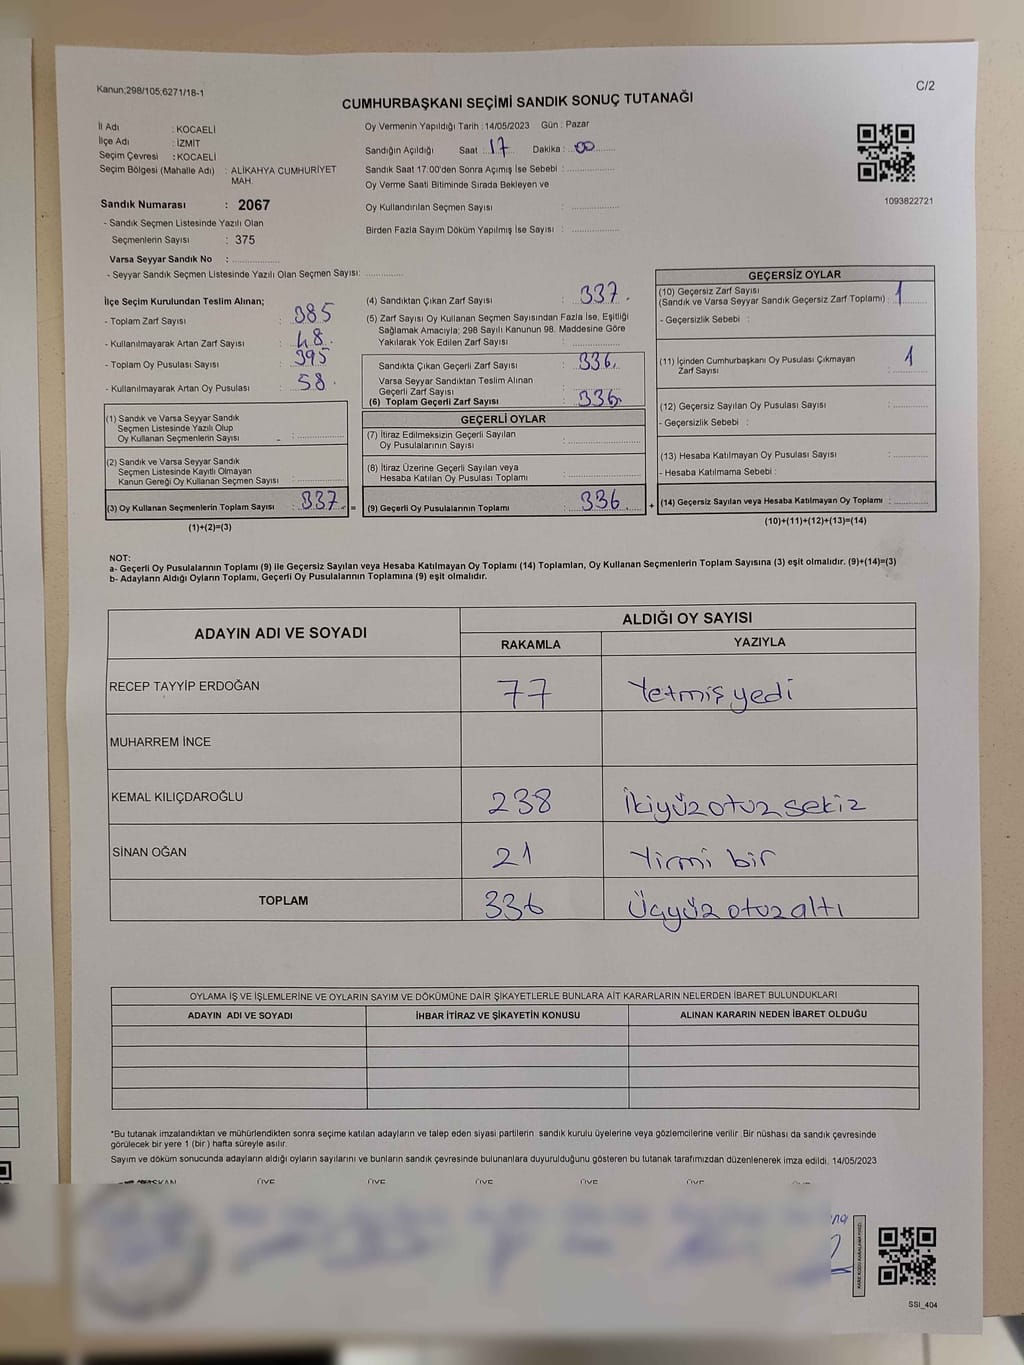 Kanun;298/105,6271/18-1
C/2
CUMHURBAŞKANI SEÇİMİ SANDIK SONUÇ TUTANAĞI
İl Adı : KOCAELİ
İlçe Adı : İZMİT
Seçim Çevresi : KOCAELİ
Seçim Bölgesi (Mahalle Adı) : ALİKAHYA CUMHURİYET
MAH.
Sandık Numarası : 2067
- Sandık Seçmen Listesinde Yazılı Olan
Seçmenlerin Sayısı : 375
Varsa Seyyar Sandık No :
- Seyyar Sandık Seçmen Listesinde Yazılı Olan Seçmen Sayısı:
Oy Vermenin Yapıldığı Tarih : 14/05/2023 Gün : Pazar
Sandığın Açıldığı Saat : 17 Dakika : 00
Sandık Saat 17:00'den Sonra Açımış İse Sebebi :
Oy Verme Saati Bitiminde Sırada Bekleyen ve
Oy Kullandırılan Seçmen Sayısı :
Birden Fazla Sayım Döküm Yapılmış İse Sayısı :
1093822721
İlçe Seçim Kurulundan Teslim Alınan;
- Toplam Zarf Sayısı : 385
- Kullanılmayarak Artan Zarf Sayısı : 48
- Toplam Oy Pusulası Sayısı : 395
- Kullanılmayarak Artan Oy Pusulası : 58
(1) Sandık ve Varsa Seyyar Sandık
Seçmen Listesinde Yazılı Olup
Oy Kullanan Seçmenlerin Sayısı :
(2) Sandık ve Varsa Seyyar Sandık
Seçmen Listesinde Kayıtlı Olmayan
Kanun Gereği Oy Kullanan Seçmen Sayısı :
(3) Oy Kullanan Seçmenlerin Toplam Sayısı : 337 =
(1)+(2)=(3)
(4) Sandıktan Çıkan Zarf Sayısı : 337
(5) Zarf Sayısı Oy Kullanan Seçmen Sayısından Fazla İse, Eşitliği
Sağlamak Amacıyla; 298 Sayılı Kanunun 98. Maddesine Göre
Yakılarak Yok Edilen Zarf Sayısı :
Sandıkta Çıkan Geçerli Zarf Sayısı : 336
Varsa Seyyar Sandıktan Teslim Alınan
Geçerli Zarf Sayısı :
(6) Toplam Geçerli Zarf Sayısı : 336
GEÇERLİ OYLAR
(7) İtiraz Edilmeksizin Geçerli Sayılan
Oy Pusulalarının Sayısı :
(8) İtiraz Üzerine Geçerli Sayılan veya
Hesaba Katılan Oy Pusulası Toplamı :
(9) Geçerli Oy Pusulalarının Toplamı : 336 +
GEÇERSİZ OYLAR
(10) Geçersiz Zarf Sayısı
(Sandık ve Varsa Seyyar Sandık Geçersiz Zarf Toplamı) : 1
- Geçersizlik Sebebi :
(11) İçinden Cumhurbaşkanı Oy Pusulası Çıkmayan
Zarf Sayısı : 1
(12) Geçersiz Sayılan Oy Pusulası Sayısı :
- Geçersizlik Sebebi :
(13) Hesaba Katılmayan Oy Pusulası Sayısı :
- Hesaba Katılmama Sebebi :
(14) Geçersiz Sayılan veya Hesaba Katılmayan Oy Toplamı :
(10)+(11)+(12)+(13)=(14)
NOT:
a- Geçerli Oy Pusulalarının Toplamı (9) ile Geçersiz Sayılan veya Hesaba Katılmayan Oy Toplamı (14) Toplamları, Oy Kullanan Seçmenlerin Toplam Sayısına (3) eşit olmalıdır. (9)+(14)=(3)
b- Adayların Aldığı Oyların Toplamı, Geçerli Oy Pusulalarının Toplamına (9) eşit olmalıdır.
ADAYIN ADI VE SOYADI
ALDIĞI OY SAYISI
RAKAMLA YAZIYLA
RECEP TAYYİP ERDOĞAN 77 Yetmiş yedi
MUHARREM İNCE
KEMAL KILIÇDAROĞLU 238 İkiyüz otuz sekiz
SİNAN OĞAN 21 Yirmi bir
TOPLAM 336 Üçyüz otuz altı
OYLAMA İŞ VE İŞLEMLERİNE VE OYLARIN SAYIM VE DÖKÜMÜNE DAİR ŞİKAYETLERLE BUNLARA AİT KARARLARIN NELERDEN İBARET BULUNDUKLARI
ADAYIN ADI VE SOYADI İHBAR İTİRAZ VE ŞİKAYETİN KONUSU ALINAN KARARIN NEDEN İBARET OLDUĞU
*Bu tutanak imzalandıktan ve mühürlendikten sonra seçime katılan adayların ve talep eden siyasi partilerin sandık kurulu üyelerine veya gözlemcilerine verilir. Bir nüshası da sandık çevresinde
görülecek bir yere 1 (bir) hafta süreyle asılır.
Sayım ve döküm sonucunda adayların aldığı oyların sayılarını ve bunların sandık çevresinde bulunanlara duyurulduğunu gösteren bu tutanak tarafımızdan düzenlenerek imza edildi. 14/05/2023
BAŞKAN ÜYE ÜYE ÜYE ÜYE ÜYE
SSİ_404